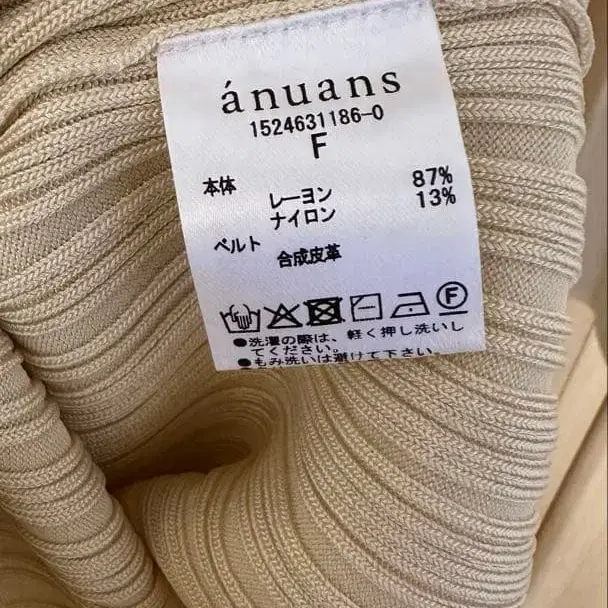 ánuans
1524631186-0
F
本体 レーヨン 87%
ナイロン 13%
ベルト 合成皮革
F
●洗濯の際は、軽く押し洗いし
てください。
●もみ洗いは避けて下さい。